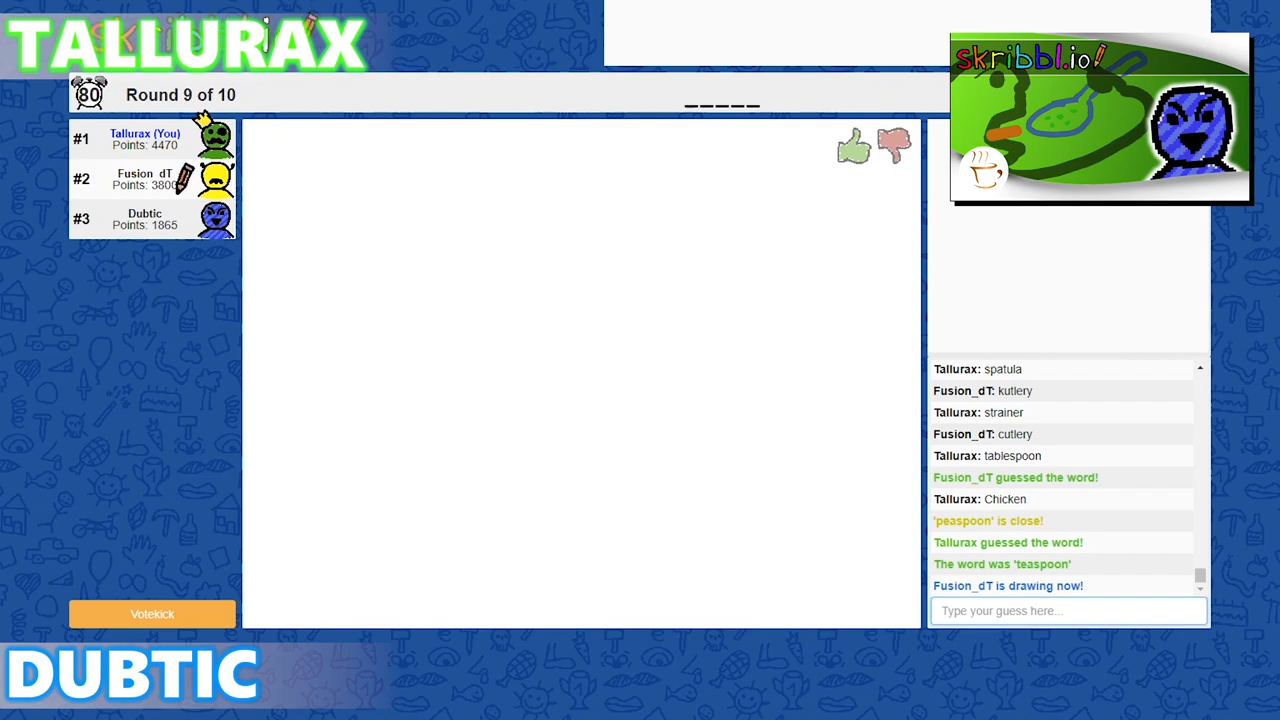 TALLURAX
skribbl.io!
80
Round 9 of 10
_ _ _ _ _
#1
Tallurax (You)
Points: 4470
#2
Fusion_dT
Points: 3800
#3
Dubtic
Points: 1865
Tallurax: spatula
Fusion_dT: kutlery
Tallurax: strainer
Fusion_dT: cutlery
Tallurax: tablespoon
Fusion_dT guessed the word!
Tallurax: Chicken
'peaspoon' is close!
Tallurax guessed the word!
The word was 'teaspoon'
Fusion_dT is drawing now!
Type your guess here...
Votekick
DUBTIC